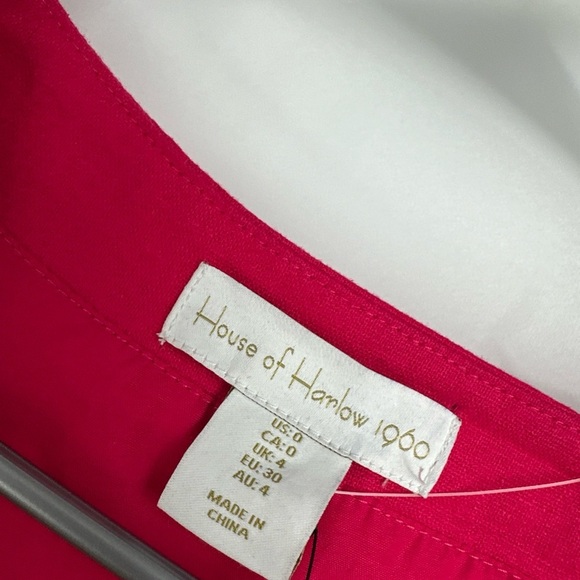 House of Harlow 1960
US: 0
CA: 0
UK: 4
EU: 30
AU: 4
MADE IN
CHINA